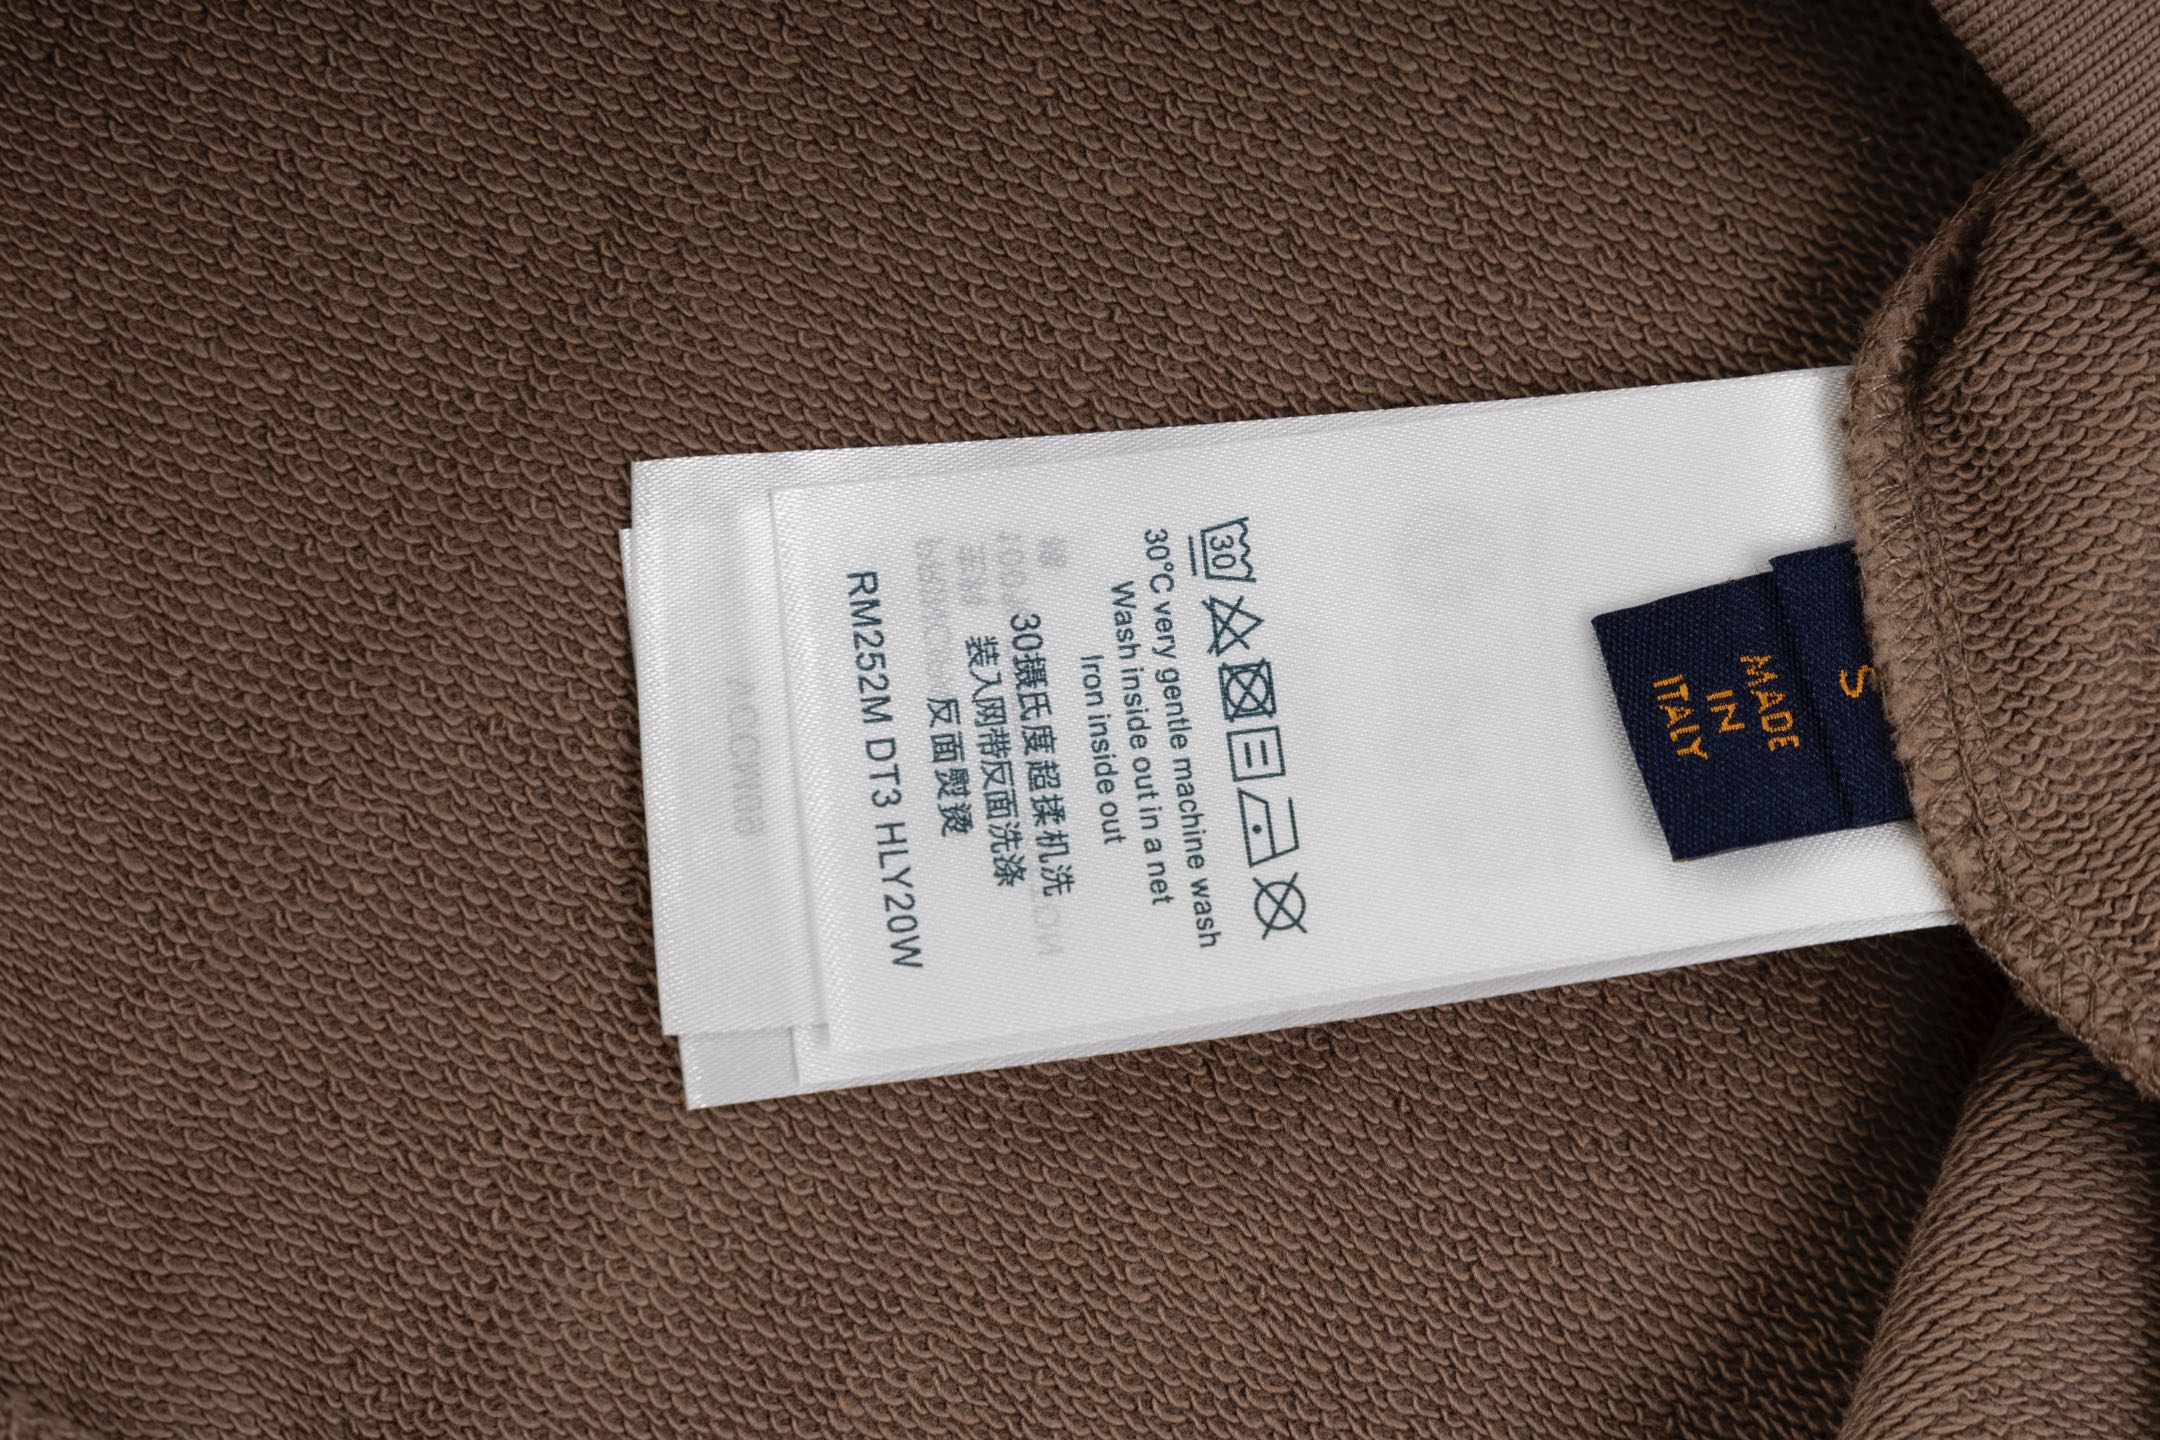 S
MADE
IN
ITALY
30
30°C very gentle machine wash
Wash inside out in a net
Iron inside out
30摄氏度超揉机洗
装入网带反面洗涤
反面熨烫
RM252M DT3 HLY20W